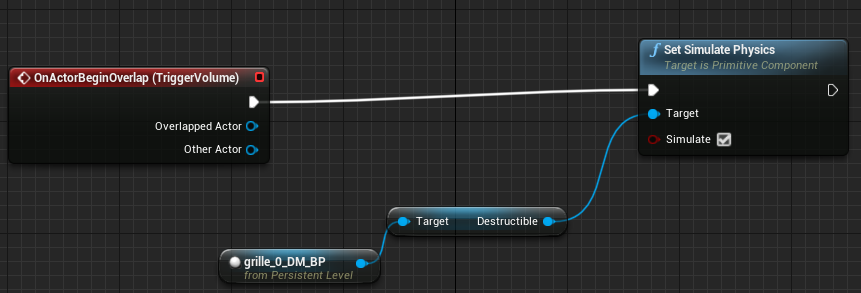 OnActorBeginOverlap (TriggerVolume)
Overlapped Actor
Other Actor
f Set Simulate Physics
Target is Primitive Component
Target
Simulate
Target Destructible
grille_0_DM_BP
from Persistent Level